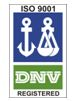 ISO 9001
DNV
REGISTERED